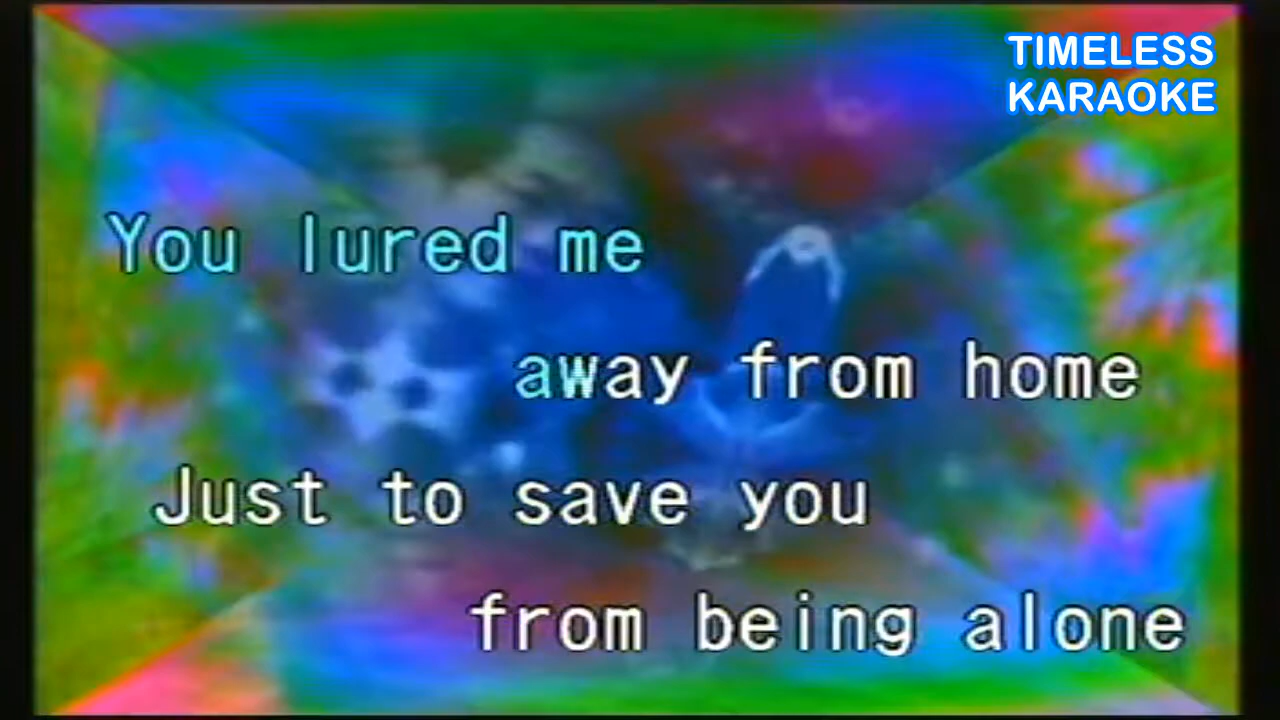 TIMELESS
KARAOKE
You lured me
away from home
Just to save you
from being alone